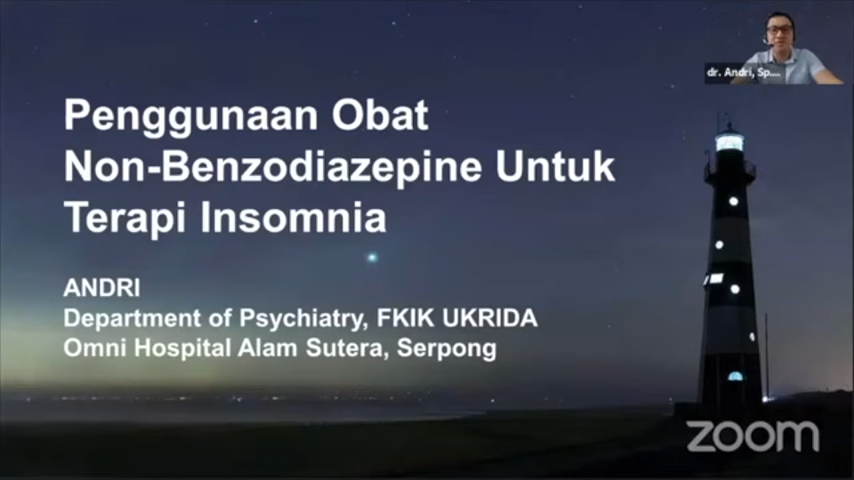 dr. Andri, Sp....
Penggunaan Obat
Non-Benzodiazepine Untuk
Terapi Insomnia
ANDRI
Department of Psychiatry, FKIK UKRIDA
Omni Hospital Alam Sutera, Serpong
zoom